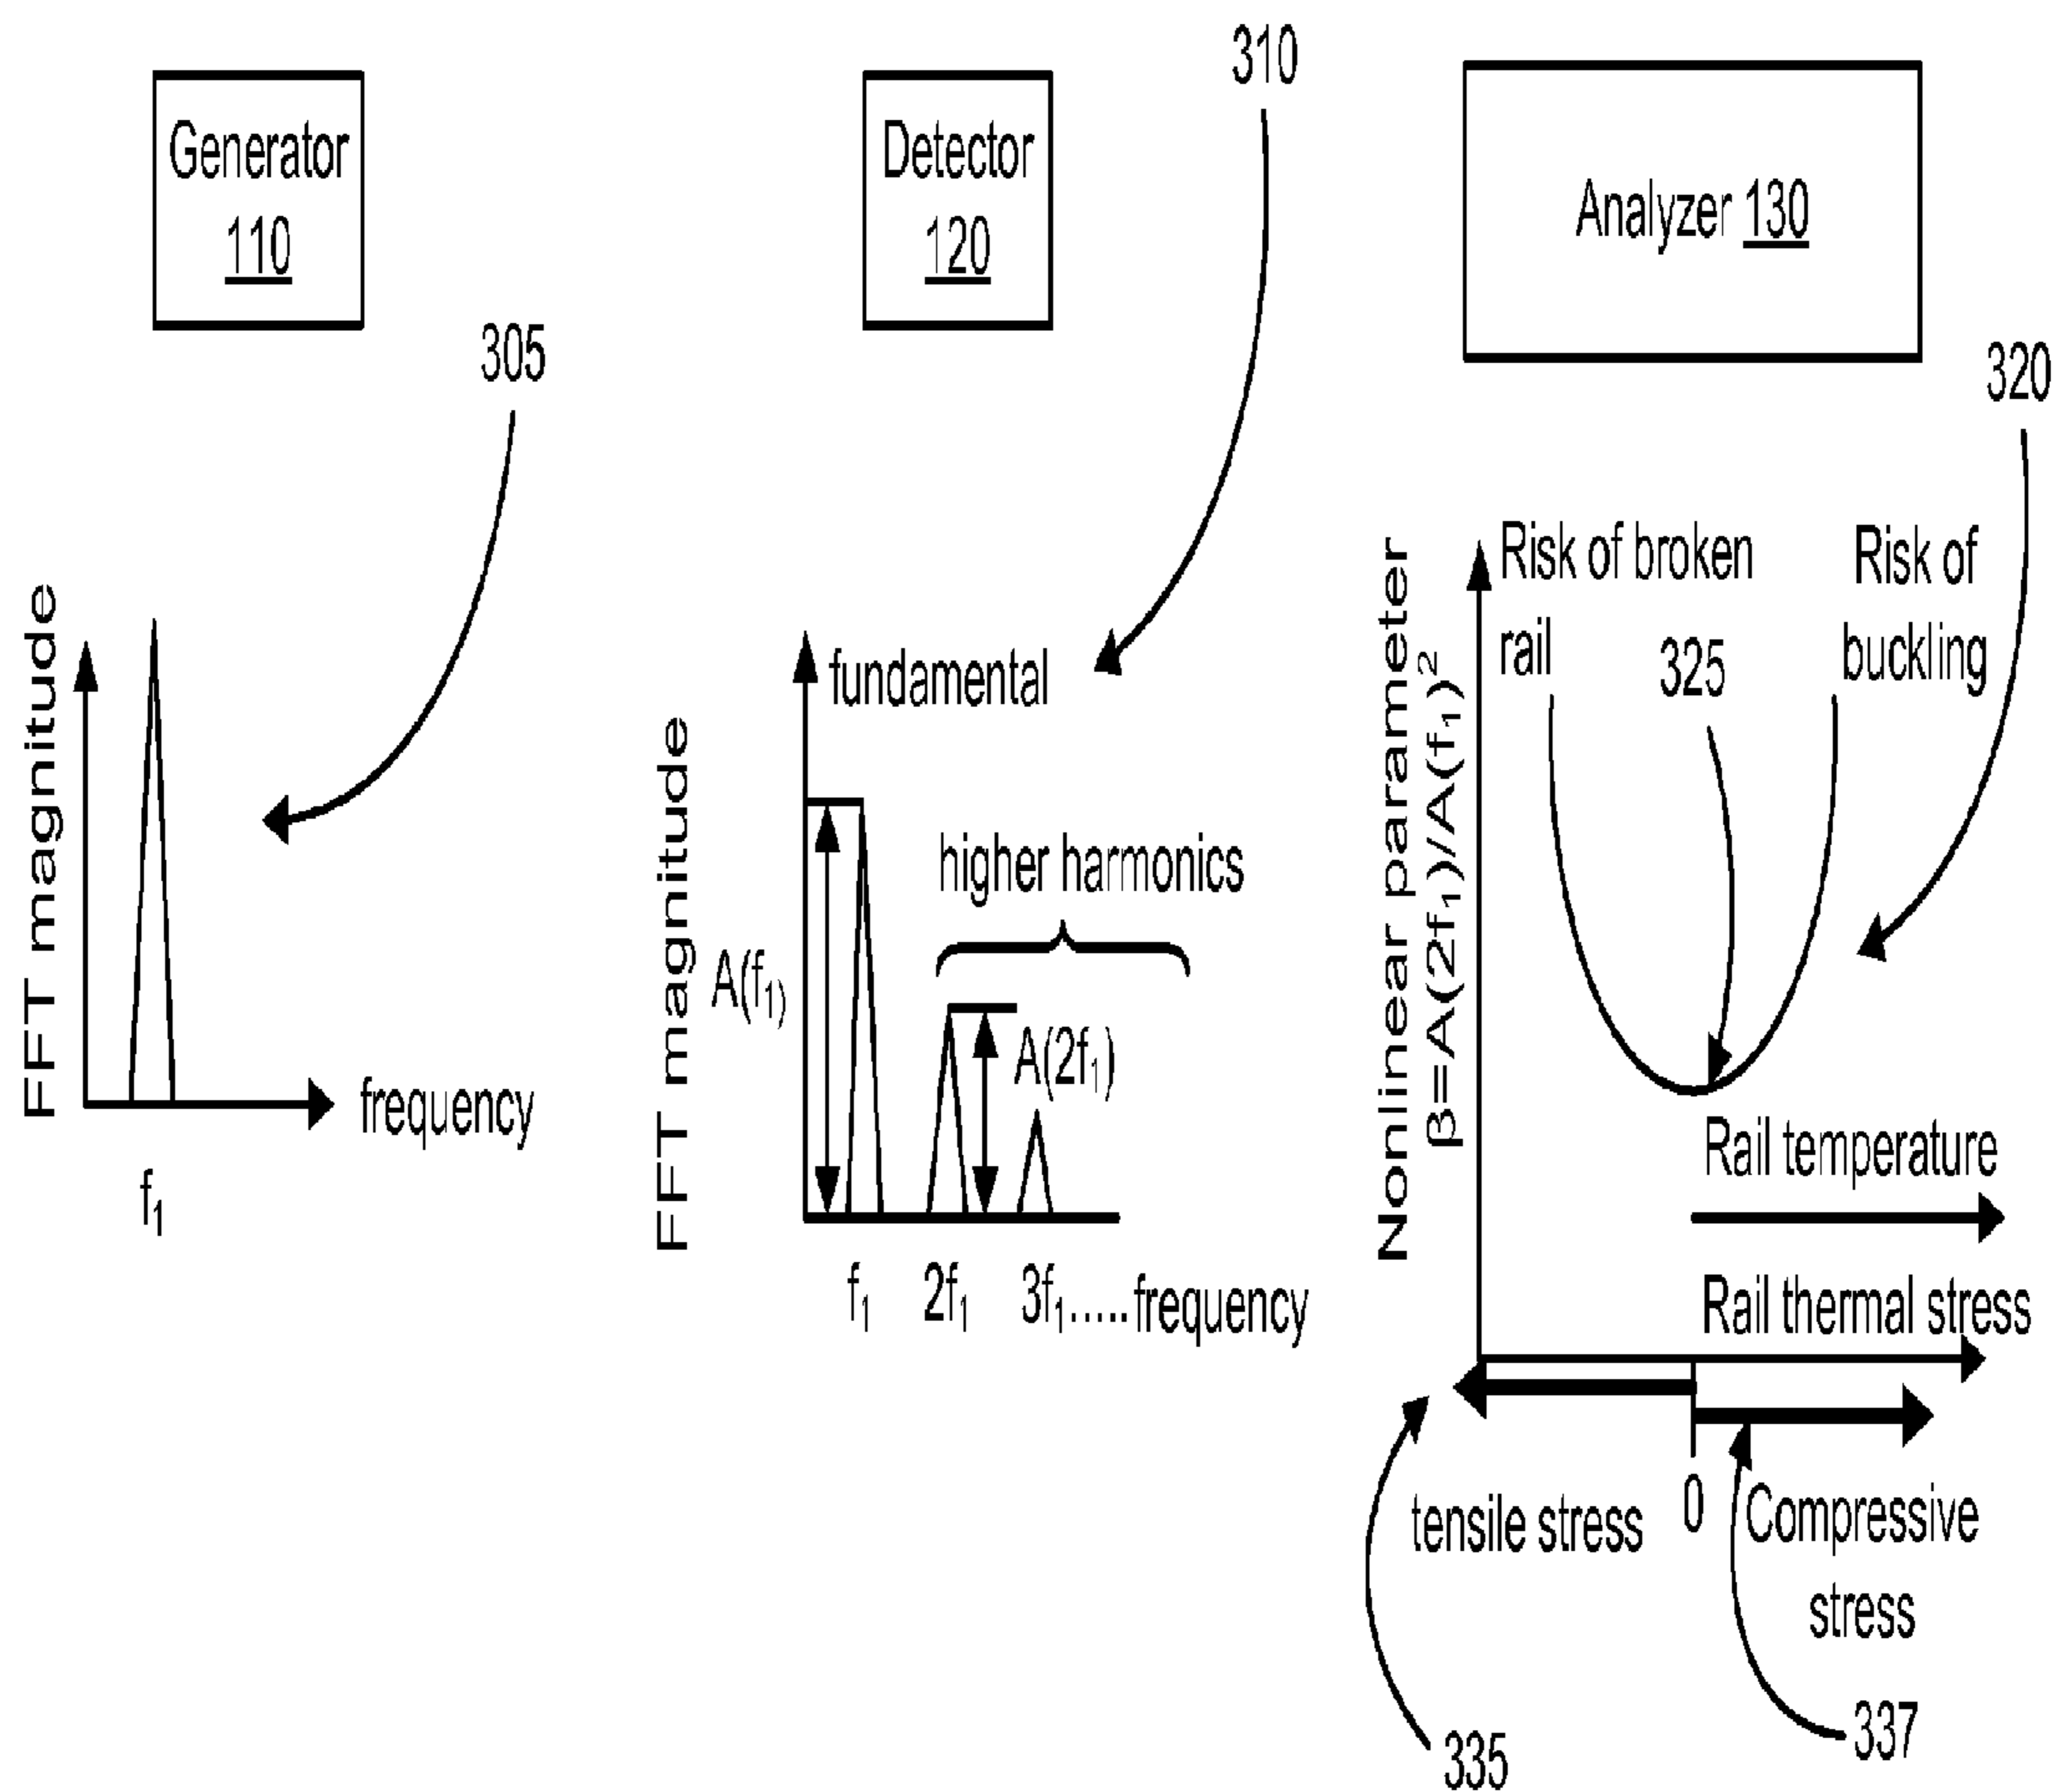 310
Generator
110
Detector
120
Analyzer 130
305
320
FFT magnitude
frequency
f₁
fundamental
FFT magnitude
A(f₁)
higher harmonics
A(2f₁)
f₁ 2f₁ 3f₁.....frequency
Nonlinear parameter
β=A(2f₁)/A(f₁)²
Risk of broken
rail
325
Risk of
buckling
Rail temperature
Rail thermal stress
tensile stress
0
Compressive
stress
335
337